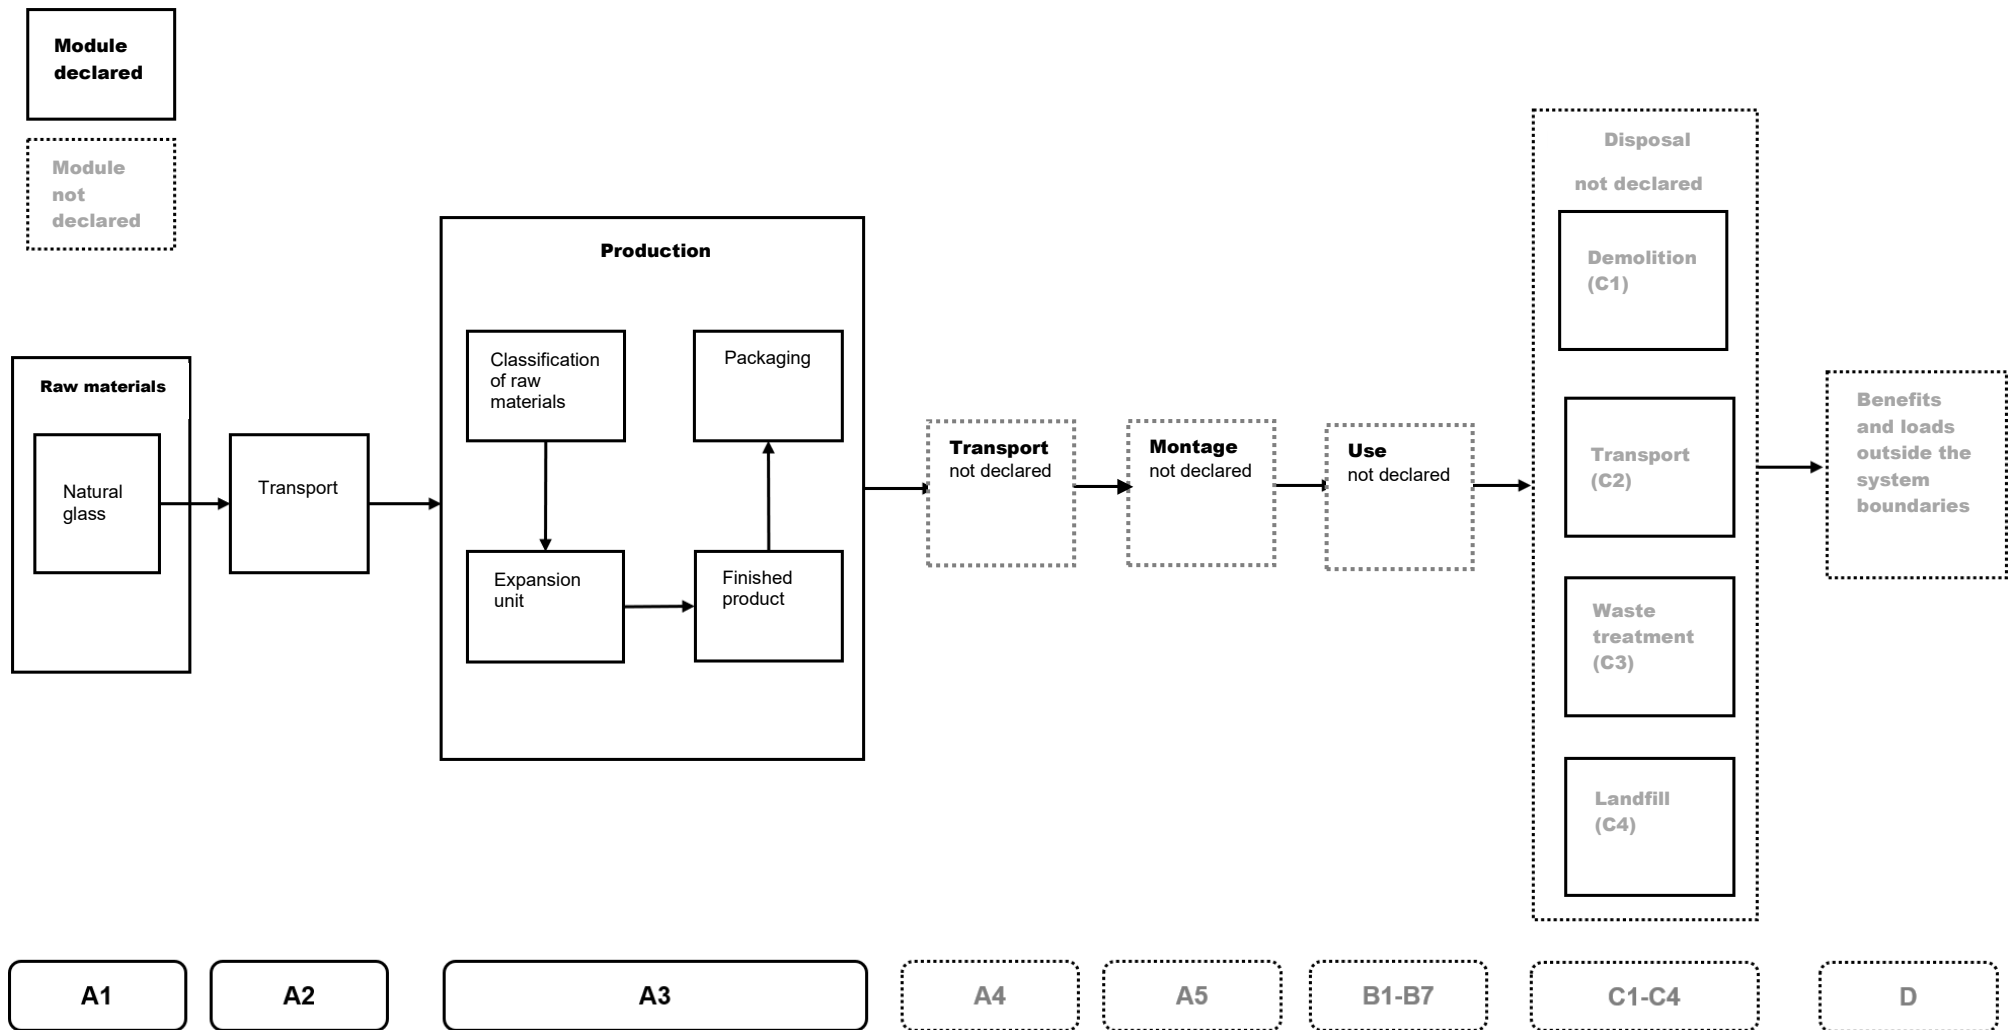 Module
declared
Module
not
declared
Raw materials
Natural
glass
Transport
Production
Classification
of raw
materials
Packaging
Expansion
unit
Finished
product
Transport
not declared
Montage
not declared
Use
not declared
Disposal
not declared
Demolition
(C1)
Transport
(C2)
Waste
treatment
(C3)
Landfill
(C4)
Benefits
and loads
outside the
system
boundaries
A1
A2
A3
A4
A5
B1-B7
C1-C4
D